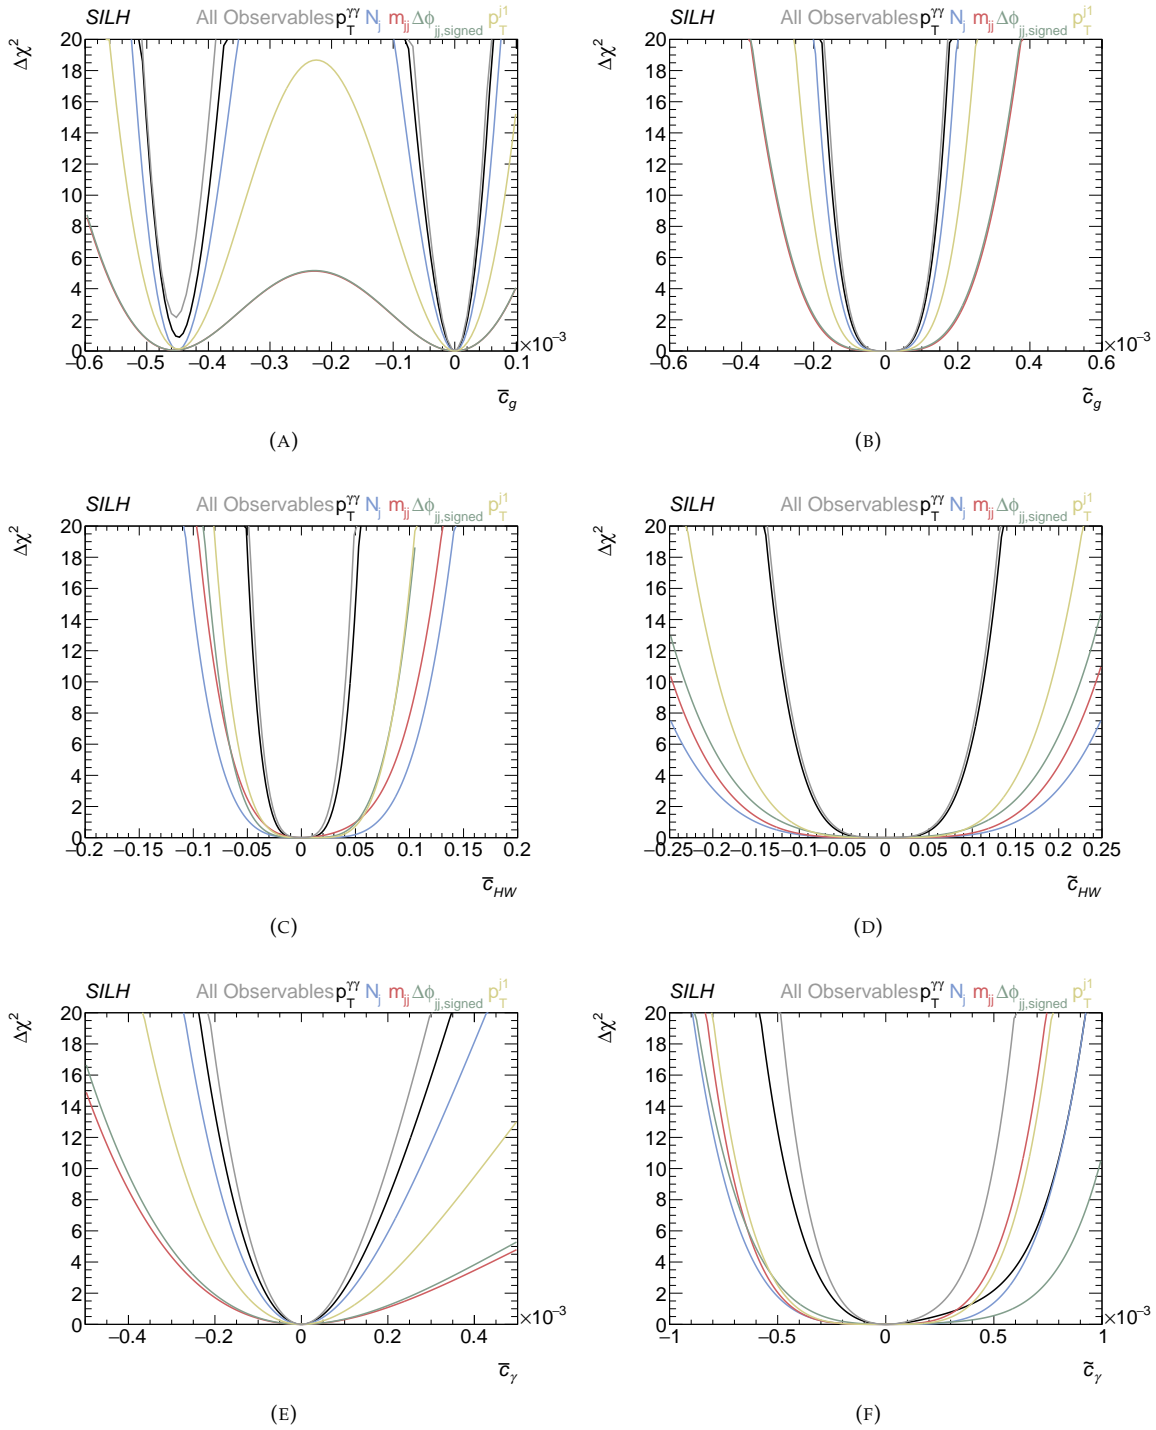 SILH All Observables p_T^γγ N_j m_jj Δϕ_jj,signed p_T^j1
Δχ²
20
18
16
14
12
10
8
6
4
2
0
−0.6 −0.5 −0.4 −0.3 −0.2 −0.1 0 0.1 ×10⁻³
c̅_g
(A)
SILH All Observables p_T^γγ N_j m_jj Δϕ_jj,signed p_T^j1
Δχ²
20
18
16
14
12
10
8
6
4
2
0
−0.6 −0.4 −0.2 0 0.2 0.4 0.6 ×10⁻³
c̃_g
(B)
SILH All Observables p_T^γγ N_j m_jj Δϕ_jj,signed p_T^j1
Δχ²
20
18
16
14
12
10
8
6
4
2
0
−0.2 −0.15 −0.1 −0.05 0 0.05 0.1 0.15 0.2
c̅_HW
(C)
SILH All Observables p_T^γγ N_j m_jj Δϕ_jj,signed p_T^j1
Δχ²
20
18
16
14
12
10
8
6
4
2
0
−0.25 −0.2 −0.15 −0.1 −0.05 0 0.05 0.1 0.15 0.2 0.25
c̃_HW
(D)
SILH All Observables p_T^γγ N_j m_jj Δϕ_jj,signed p_T^j1
Δχ²
20
18
16
14
12
10
8
6
4
2
0
−0.4 −0.2 0 0.2 0.4 ×10⁻³
c̅_γ
(E)
SILH All Observables p_T^γγ N_j m_jj Δϕ_jj,signed p_T^j1
Δχ²
20
18
16
14
12
10
8
6
4
2
0
−1 −0.5 0 0.5 1 ×10⁻³
c̃_γ
(F)